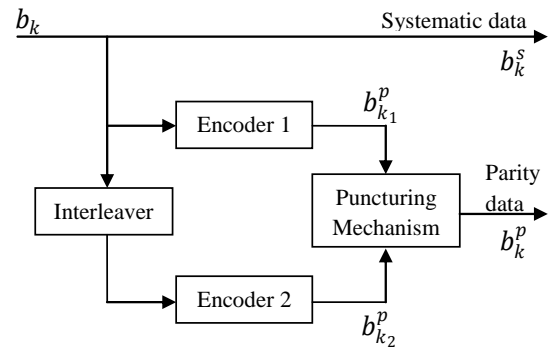 b_k
Systematic data
b_k^s
Encoder 1
b_{k_1}^p
Interleaver
Puncturing
Mechanism
Parity
data
b_k^p
Encoder 2
b_{k_2}^p